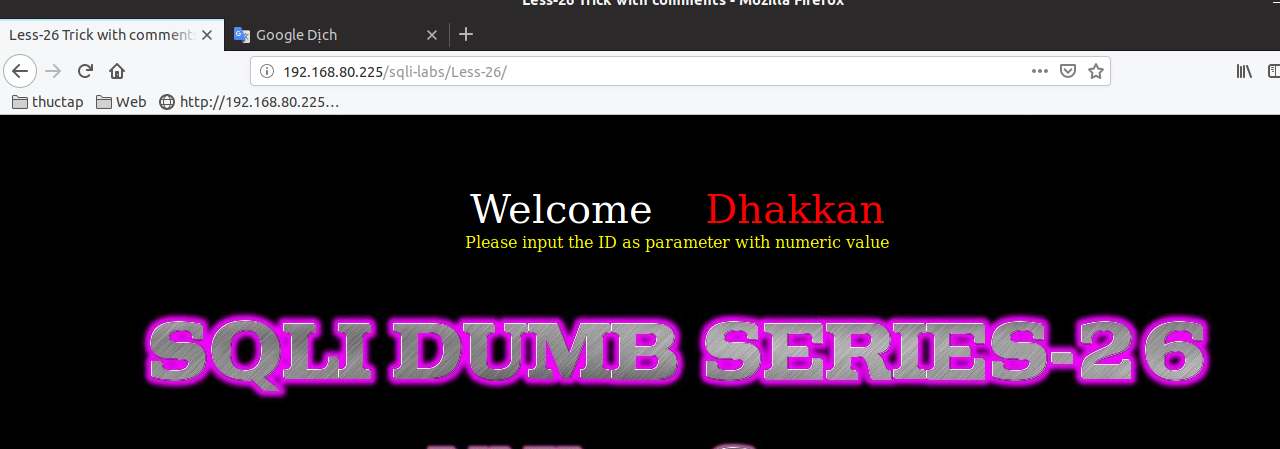 Less-26 Trick with comments - Mozilla Firefox
Less-26 Trick with comments
Google Dịch
192.168.80.225/sqli-labs/Less-26/
thuctap Web http://192.168.80.225…
Welcome Dhakkan
Please input the ID as parameter with numeric value
SQLI DUMB SERIES-26